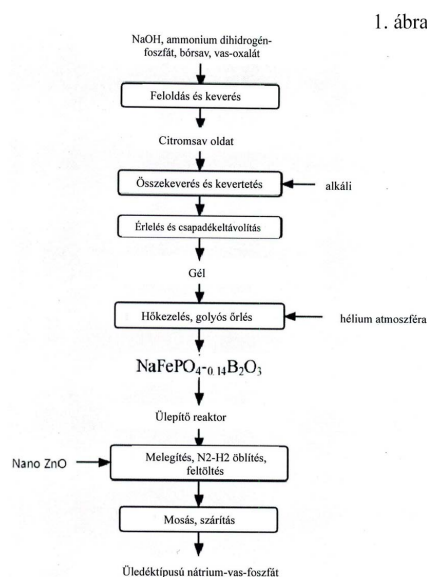 1. ábra
NaOH, ammonium dihidrogén-
foszfát, bórsav, vas-oxalát
Feloldás és keverés
Citromsav oldat
Összekeverés és kevertetés
alkáli
Érlelés és csapadékeltávolítás
Gél
Hőkezelés, golyós őrlés
hélium atmoszféra
NaFePO4-0.14B2O3
Ülepítő reaktor
Nano ZnO
Melegítés, N2-H2 öblítés,
feltöltés
Mosás, szárítás
Üledéktípusú nátrium-vas-foszfát